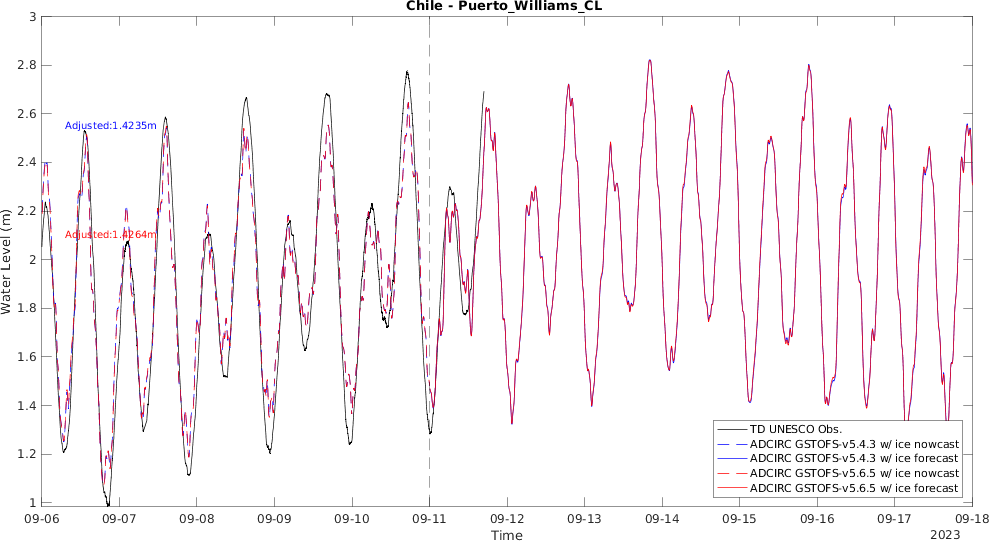 Chile - Puerto_Williams_CL
3
2.8
2.6
2.4
2.2
2
1.8
1.6
1.4
1.2
1
Water Level (m)
Adjusted:1.4235m
Adjusted:1.4264m
TD UNESCO Obs.
ADCIRC GSTOFS-v5.4.3 w/ ice nowcast
ADCIRC GSTOFS-v5.4.3 w/ ice forecast
ADCIRC GSTOFS-v5.6.5 w/ ice nowcast
ADCIRC GSTOFS-v5.6.5 w/ ice forecast
09-06 09-07 09-08 09-09 09-10 09-11 09-12 09-13 09-14 09-15 09-16 09-17 09-18
Time
2023